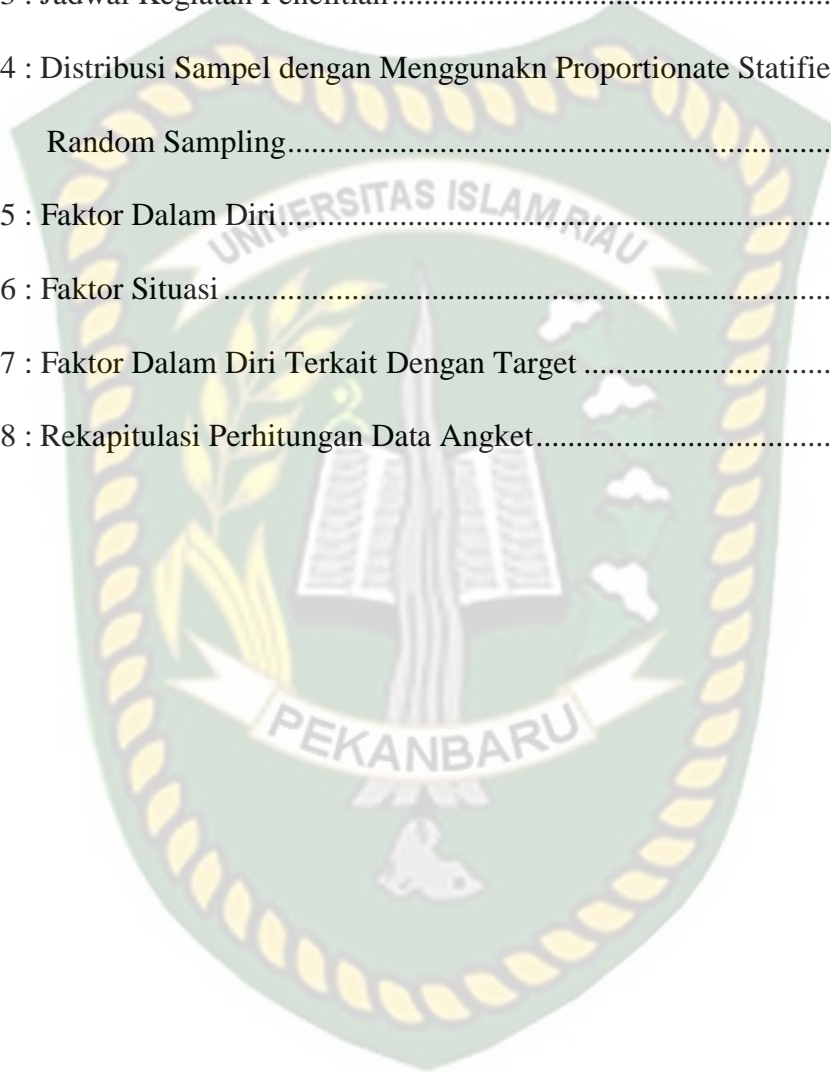 3 : Jadwal Kegiatan Penelitian....................................................
4 : Distribusi Sampel dengan Menggunakn Proportionate Statifie
Random Sampling..................................................................
5 : Faktor Dalam Diri...................................................................
6 : Faktor Situasi..........................................................................
7 : Faktor Dalam Diri Terkait Dengan Target..............................
8 : Rekapitulasi Perhitungan Data Angket....................................
UNIVERSITAS ISLAM RIAU
PEKANBARU